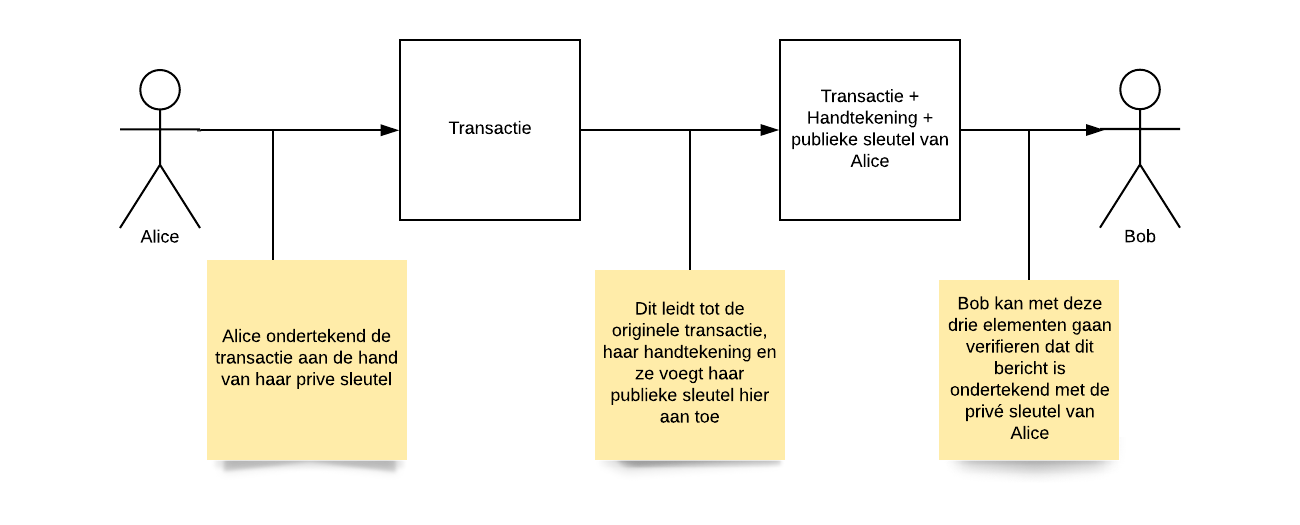 Alice
Transactie
Transactie +
Handtekening +
publieke sleutel van
Alice
Bob
Alice ondertekend de
transactie aan de hand
van haar prive sleutel
Dit leidt tot de
originele transactie,
haar handtekening en
ze voegt haar
publieke sleutel hier
aan toe
Bob kan met deze
drie elementen gaan
verifieren dat dit
bericht is
ondertekend met de
privé sleutel van
Alice